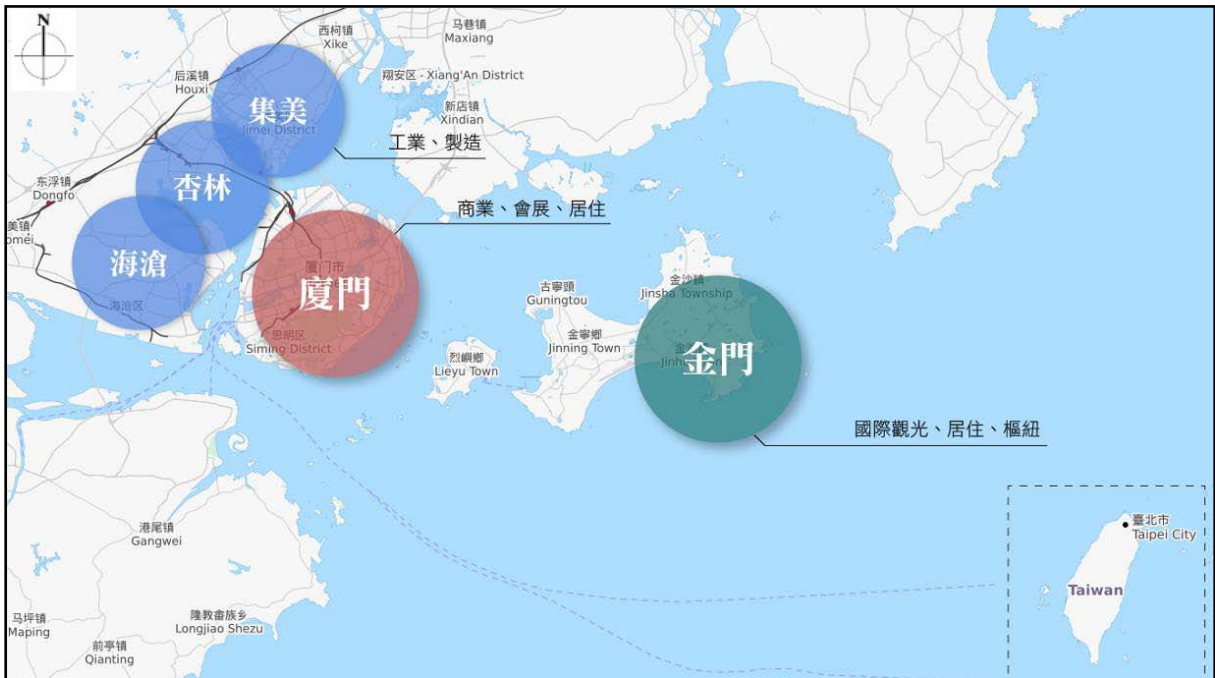 N
西柯镇
Xike
马巷镇
Maxiang
后溪镇
Houxi
翔安区 - Xiang'An District
集美
Jimei District
新店镇
Xindian
工業、製造
杏林
东浮镇
Dongfo
商業、會展、居住
美镇
omei
海滄
海沧区
厦门市
廈門
思明区
Siming District
古寧頭
Guningtou
金沙镇
Jinsha Township
金寧鄉
Jinning Town
烈嶼鄉
Lieyu Town
金門
國際觀光、居住、樞紐
港尾镇
Gangwei
臺北市
Taipei City
Taiwan
马坪镇
Maping
隆教畲族乡
Longjiao Shezu
前亭镇
Qianting